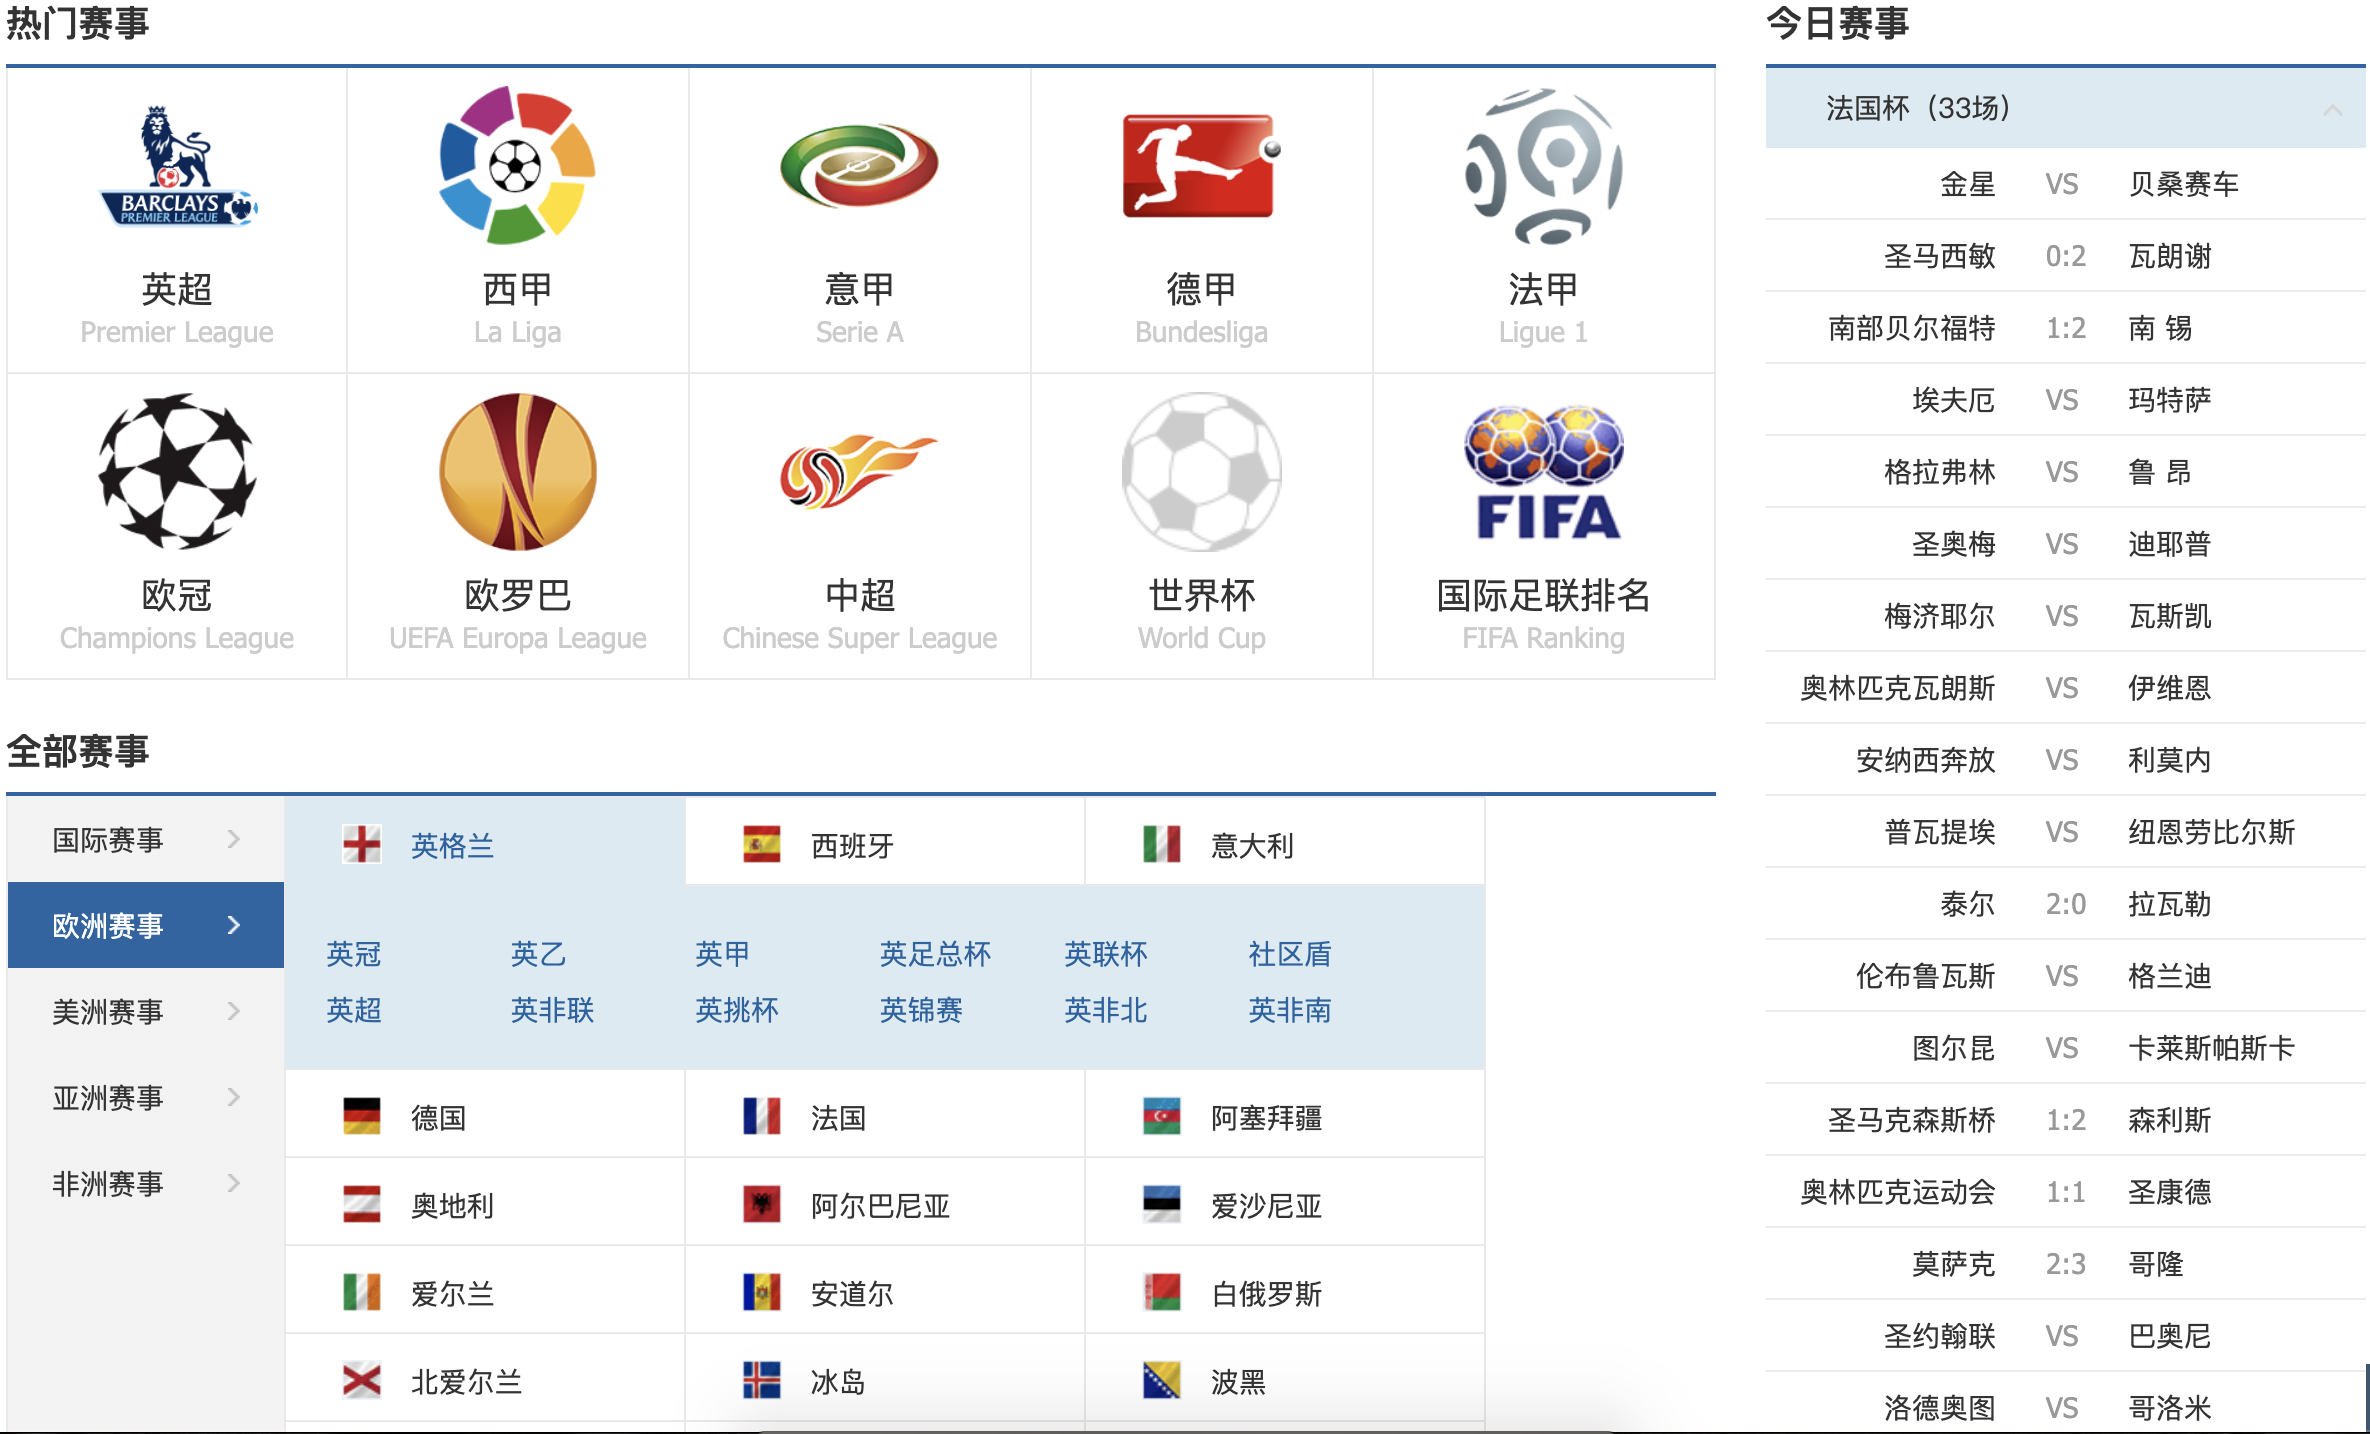 热门赛事
BARCLAYS
PREMIER LEAGUE
英超
Premier League
西甲
La Liga
意甲
Serie A
德甲
Bundesliga
法甲
Ligue 1
欧冠
Champions League
欧罗巴
UEFA Europa League
中超
Chinese Super League
世界杯
World Cup
FIFA
国际足联排名
FIFA Ranking
全部赛事
国际赛事
欧洲赛事
美洲赛事
亚洲赛事
非洲赛事
英格兰 西班牙 意大利
英冠 英乙 英甲 英足总杯 英联杯 社区盾
英超 英非联 英挑杯 英锦赛 英非北 英非南
德国 法国 阿塞拜疆
奥地利 阿尔巴尼亚 爱沙尼亚
爱尔兰 安道尔 白俄罗斯
北爱尔兰 冰岛 波黑
今日赛事
法国杯（33场）
金星 VS 贝桑赛车
圣马西敏 0:2 瓦朗谢
南部贝尔福特 1:2 南 锡
埃夫厄 VS 玛特萨
格拉弗林 VS 鲁 昂
圣奥梅 VS 迪耶普
梅济耶尔 VS 瓦斯凯
奥林匹克瓦朗斯 VS 伊维恩
安纳西奔放 VS 利莫内
普瓦提埃 VS 纽恩劳比尔斯
泰尔 2:0 拉瓦勒
伦布鲁瓦斯 VS 格兰迪
图尔昆 VS 卡莱斯帕斯卡
圣马克森斯桥 1:2 森利斯
奥林匹克运动会 1:1 圣康德
莫萨克 2:3 哥隆
圣约翰联 VS 巴奥尼
洛德奥图 VS 哥洛米